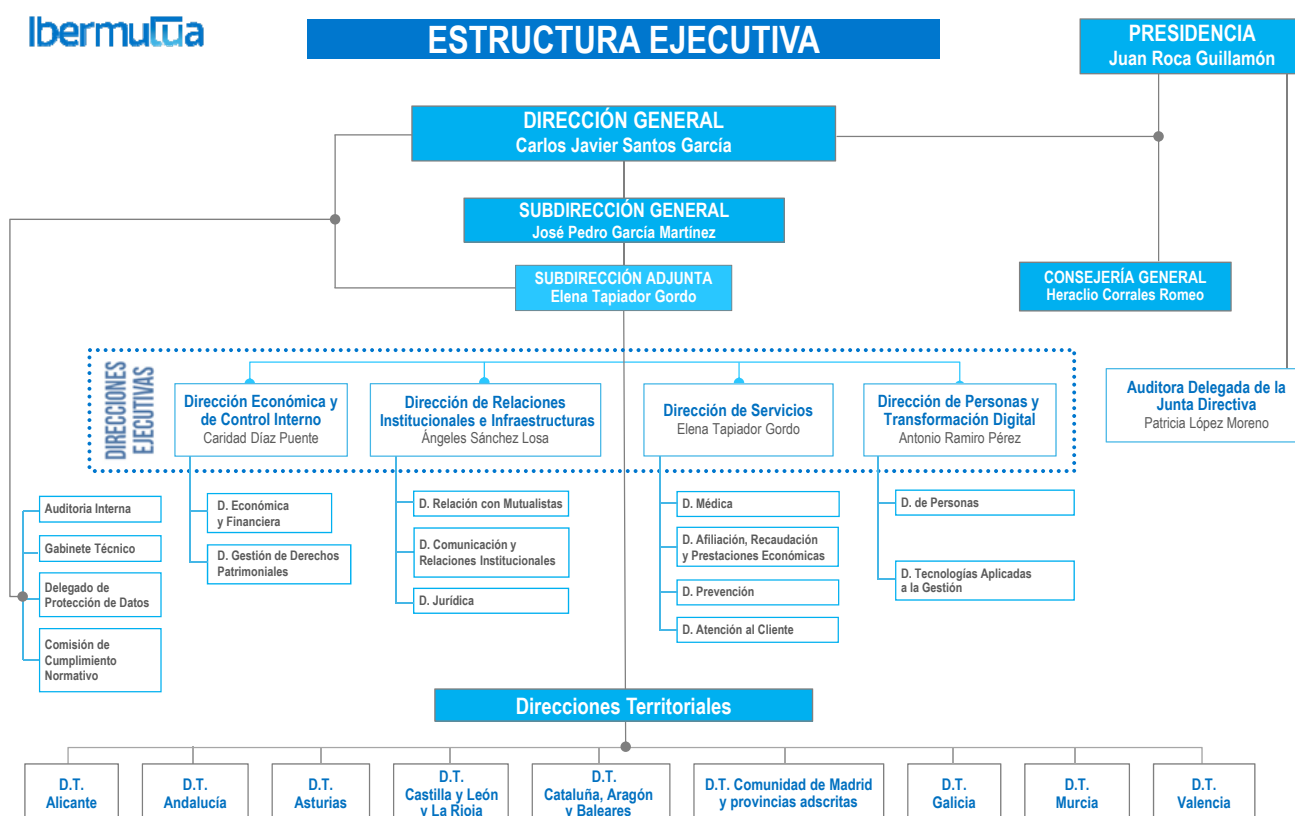 Ibermutua
ESTRUCTURA EJECUTIVA
PRESIDENCIA
Juan Roca Guillamón
DIRECCIÓN GENERAL
Carlos Javier Santos García
SUBDIRECCIÓN GENERAL
José Pedro García Martínez
SUBDIRECCIÓN ADJUNTA
Elena Tapiador Gordo
CONSEJERÍA GENERAL
Heraclio Corrales Romeo
DIRECCIONES
EJECUTIVAS
Dirección Económica y
de Control Interno
Caridad Díaz Puente
Dirección de Relaciones
Institucionales e Infraestructuras
Ángeles Sánchez Losa
Dirección de Servicios
Elena Tapiador Gordo
Dirección de Personas y
Transformación Digital
Antonio Ramiro Pérez
Auditora Delegada de la
Junta Directiva
Patricia López Moreno
Auditoria Interna
Gabinete Técnico
Delegado de
Protección de Datos
Comisión de
Cumplimiento
Normativo
D. Económica
y Financiera
D. Gestión de Derechos
Patrimoniales
D. Relación con Mutualistas
D. Comunicación y
Relaciones Institucionales
D. Jurídica
D. Médica
D. Afiliación, Recaudación
y Prestaciones Económicas
D. Prevención
D. Atención al Cliente
D. de Personas
D. Tecnologías Aplicadas
a la Gestión
Direcciones Territoriales
D.T.
Alicante
D.T.
Andalucía
D.T.
Asturias
D.T.
Castilla y León
y La Rioja
D.T.
Cataluña, Aragón
y Baleares
D.T. Comunidad de Madrid
y provincias adscritas
D.T.
Galicia
D.T.
Murcia
D.T.
Valencia